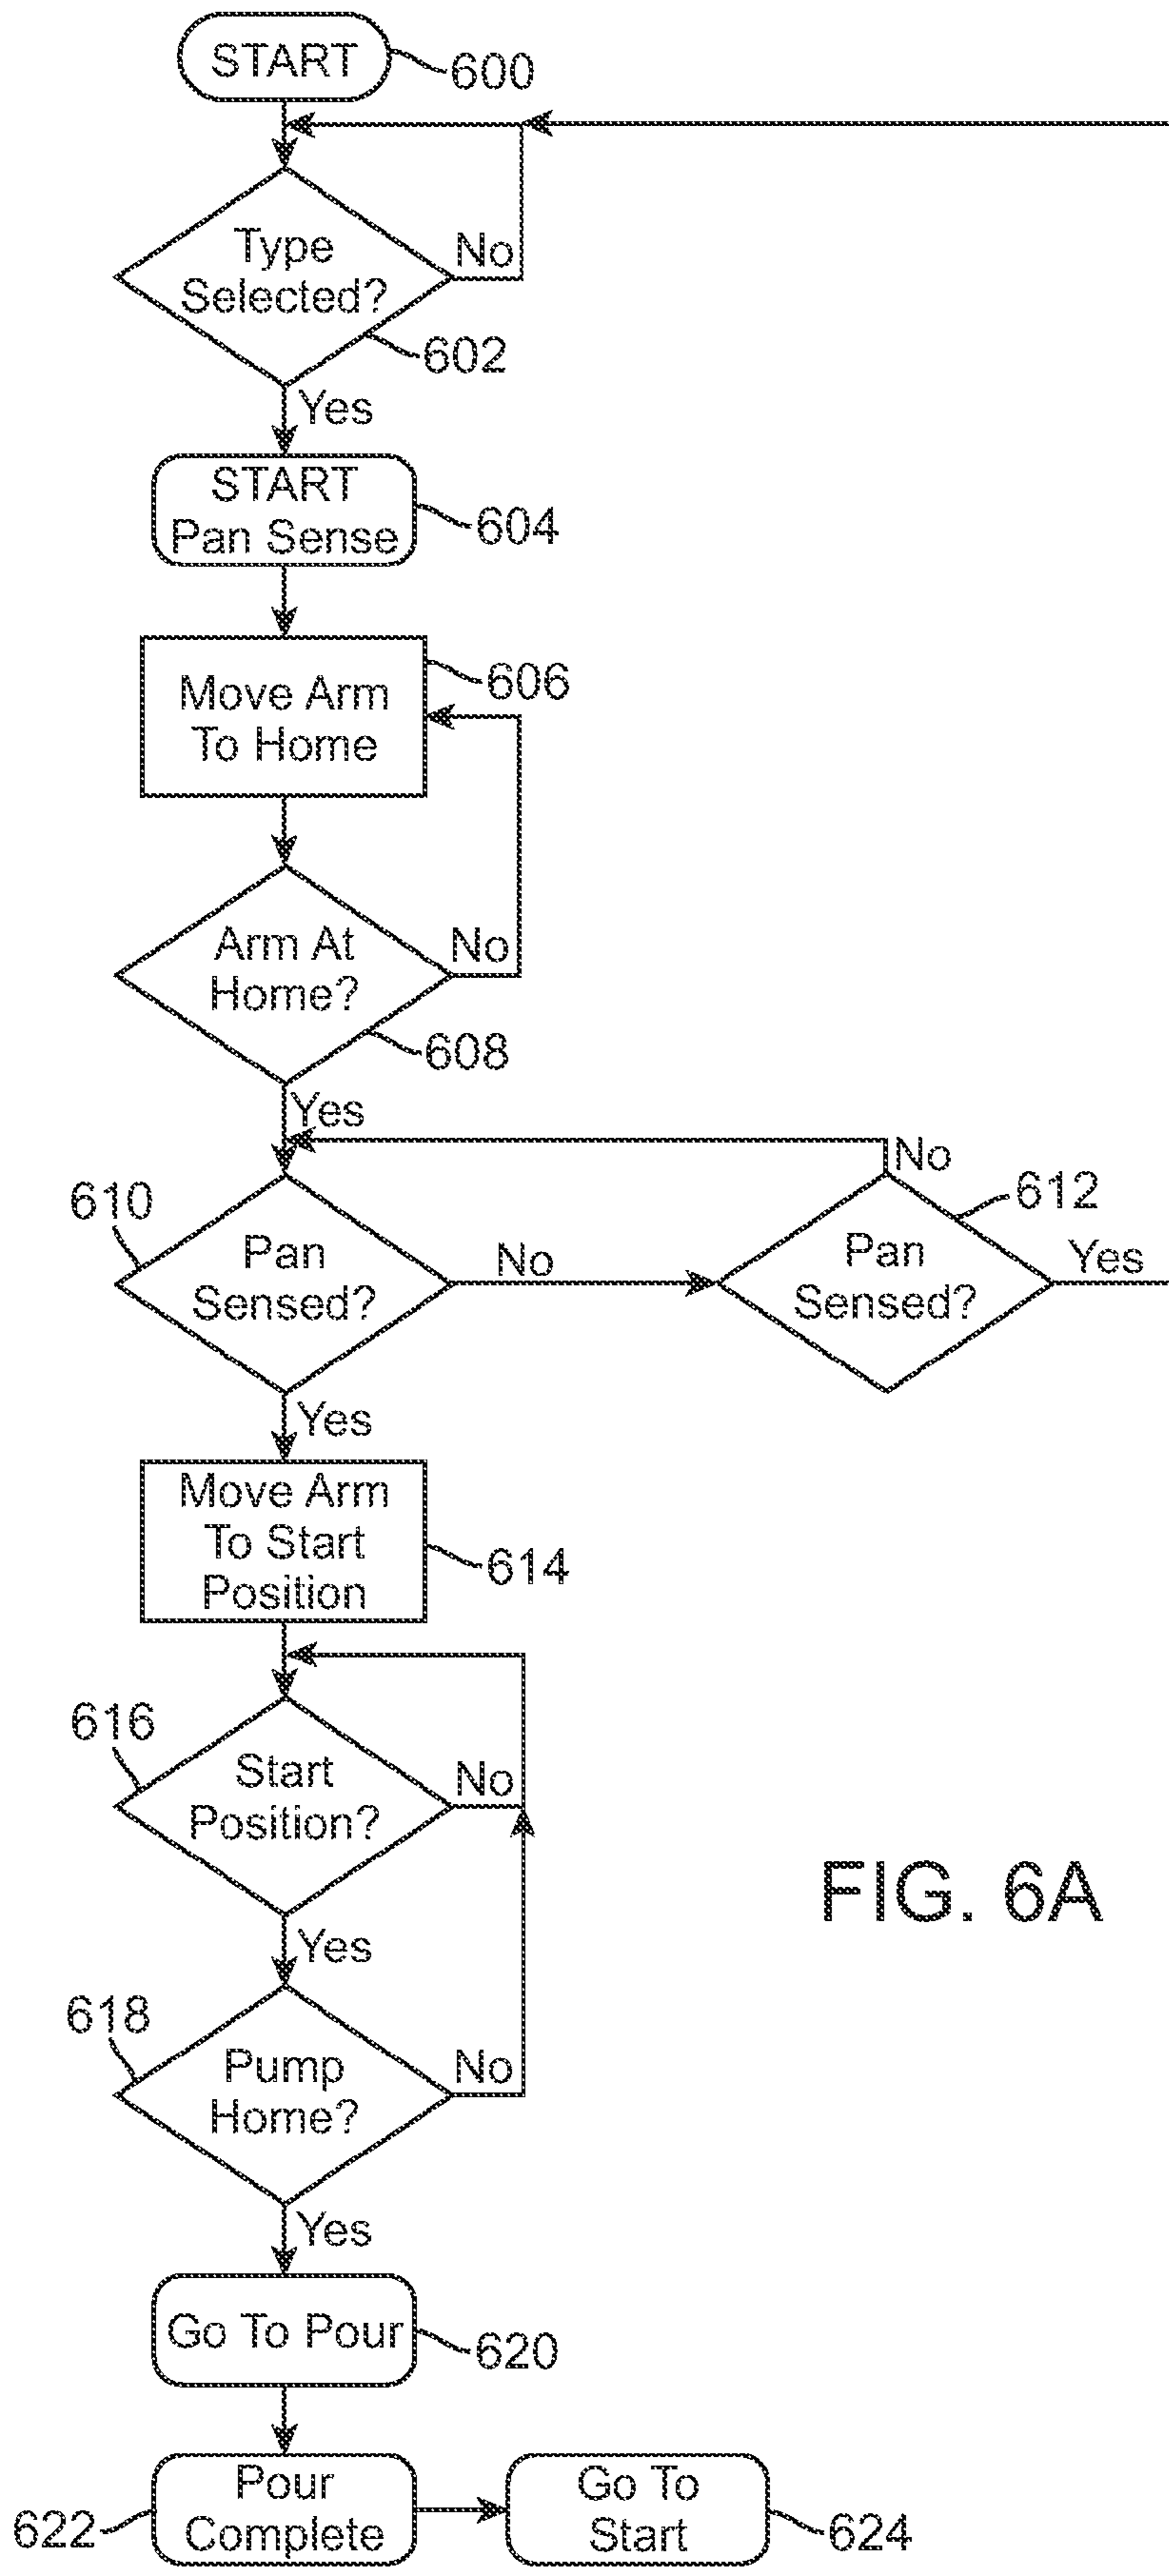 START
600
Type
Selected?
No
602
Yes
START
Pan Sense
604
Move Arm
To Home
606
Arm At
Home?
No
608
Yes
No
610
612
Pan
Sensed?
No
Pan
Sensed?
Yes
Yes
Move Arm
To Start
Position
614
616
Start
Position?
No
FIG. 6A
Yes
618
Pump
Home?
No
Yes
Go To Pour
620
Pour
Complete
622
Go To
Start
624